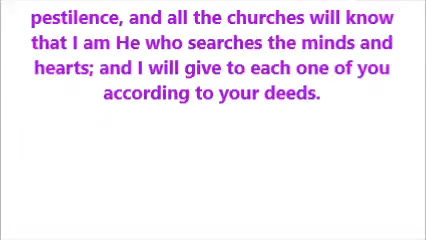 pestilence, and all the churches will know
that I am He who searches the minds and
hearts; and I will give to each one of you
according to your deeds.